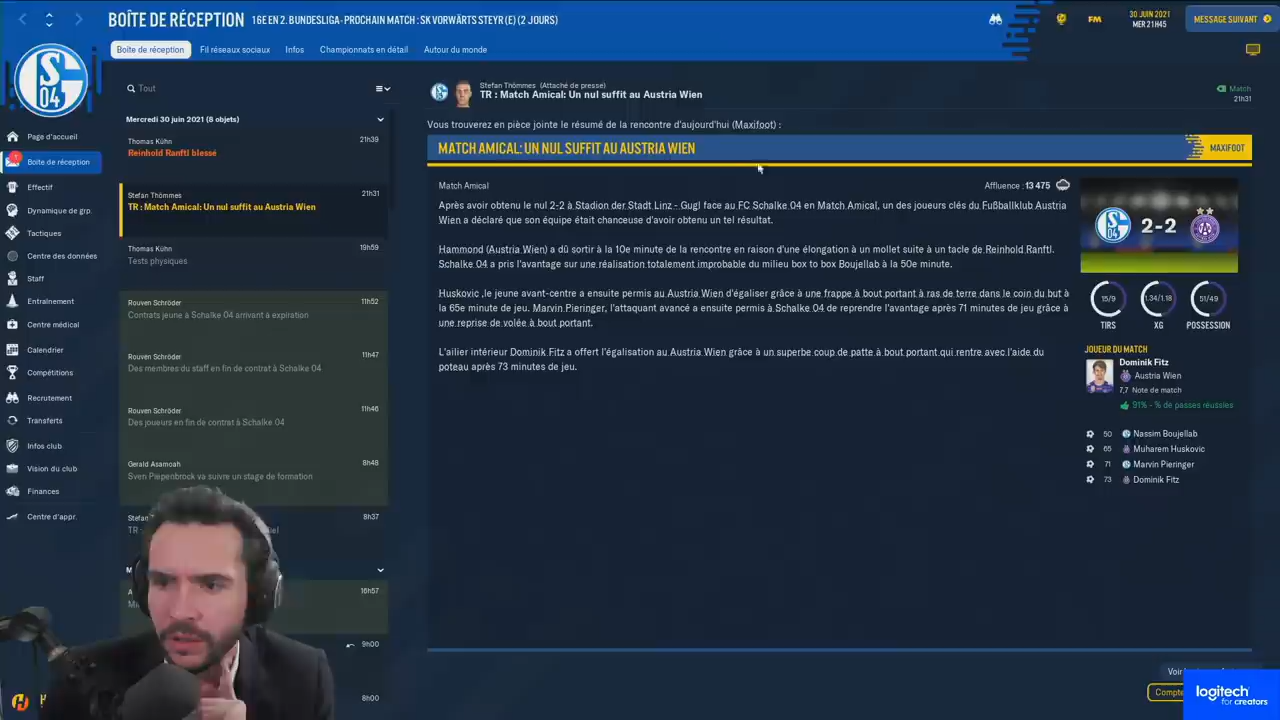 BOÎTE DE RÉCEPTION
16E EN 2. BUNDESLIGA- PROCHAIN MATCH : SK VORWÄRTS STEYR (E) (2 JOURS)
FM
30 JUIN 2021
MER 21H45
MESSAGE SUIVANT
Boîte de réception
Fil réseaux sociaux
Infos
Championnats en détail
Autour du monde
S
04
Page d'accueil
1
Boîte de réception
Effectif
Dynamique de grp.
Tactiques
Centre des données
Staff
Entraînement
Centre médical
Calendrier
Compétitions
Recrutement
Transferts
Infos club
Vision du club
Finances
Centre d'appr.
Tout
Mercredi 30 juin 2021 (8 objets)
Thomas Kühn
21h39
Reinhold Ranftl blessé
Stefan Thömmes
21h31
TR : Match Amical: Un nul suffit au Austria Wien
Thomas Kühn
19h59
Tests physiques
Rouven Schröder
11h52
Contrats jeune à Schalke 04 arrivant à expiration
Rouven Schröder
11h47
Des membres du staff en fin de contrat à Schalke 04
Rouven Schröder
11h46
Des joueurs en fin de contrat à Schalke 04
Gerald Asamoah
8h48
Sven Piepenbrock va suivre un stage de formation
8h37
16h57
9h00
8h00
Stefan Thömmes (Attaché de presse)
TR : Match Amical: Un nul suffit au Austria Wien
Match
21h31
Vous trouverez en pièce jointe le résumé de la rencontre d'aujourd'hui (Maxifoot) :
MATCH AMICAL: UN NUL SUFFIT AU AUSTRIA WIEN
MAXIFOOT
Match Amical
Affluence : 13 475
Après avoir obtenu le nul 2-2 à Stadion der Stadt Linz - Gugl face au FC Schalke 04 en Match Amical, un des joueurs clés du Fußballklub Austria
Wien a déclaré que son équipe était chanceuse d'avoir obtenu un tel résultat.
Hammond (Austria Wien) a dû sortir à la 10e minute de la rencontre en raison d'une élongation à un mollet suite à un tacle de Reinhold Ranftl.
Schalke 04 a pris l'avantage sur une réalisation totalement improbable du milieu box to box Boujellab à la 50e minute.
Huskovic ,le jeune avant-centre a ensuite permis au Austria Wien d'égaliser grâce à une frappe à bout portant à ras de terre dans le coin du but à
la 65e minute de jeu. Marvin Pieringer, l'attaquant avancé a ensuite permis à Schalke 04 de reprendre l'avantage après 71 minutes de jeu grâce à
une reprise de volée à bout portant.
L'ailier intérieur Dominik Fitz a offert l'égalisation au Austria Wien grâce à un superbe coup de patte à bout portant qui rentre avec l'aide du
poteau après 73 minutes de jeu.
2-2
15/9
1.34/1.18
51/49
TIRS
XG
POSSESSION
JOUEUR DU MATCH
Dominik Fitz
Austria Wien
7,7 Note de match
91% - % de passes réussies
50 Nassim Boujellab
65 Muharem Huskovic
71 Marvin Pieringer
73 Dominik Fitz
logitech
for creators